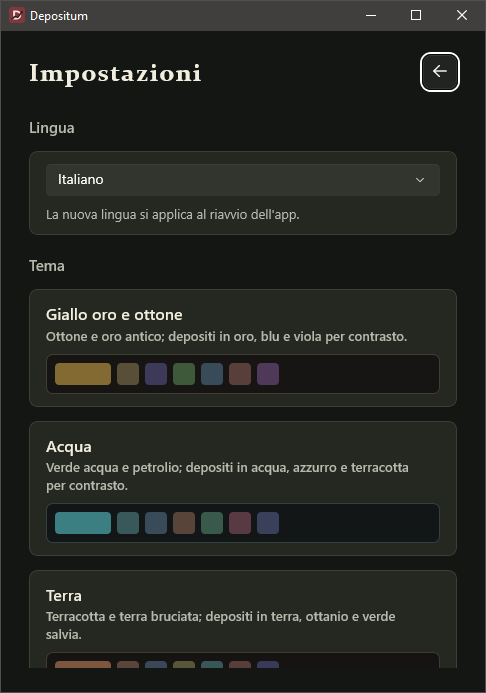 Depositum
Impostazioni
Lingua
Italiano
La nuova lingua si applica al riavvio dell'app.
Tema
Giallo oro e ottone
Ottone e oro antico; depositi in oro, blu e viola per contrasto.
Acqua
Verde acqua e petrolio; depositi in acqua, azzurro e terracotta
per contrasto.
Terra
Terracotta e terra bruciata; depositi in terra, ottanio e verde
salvia.